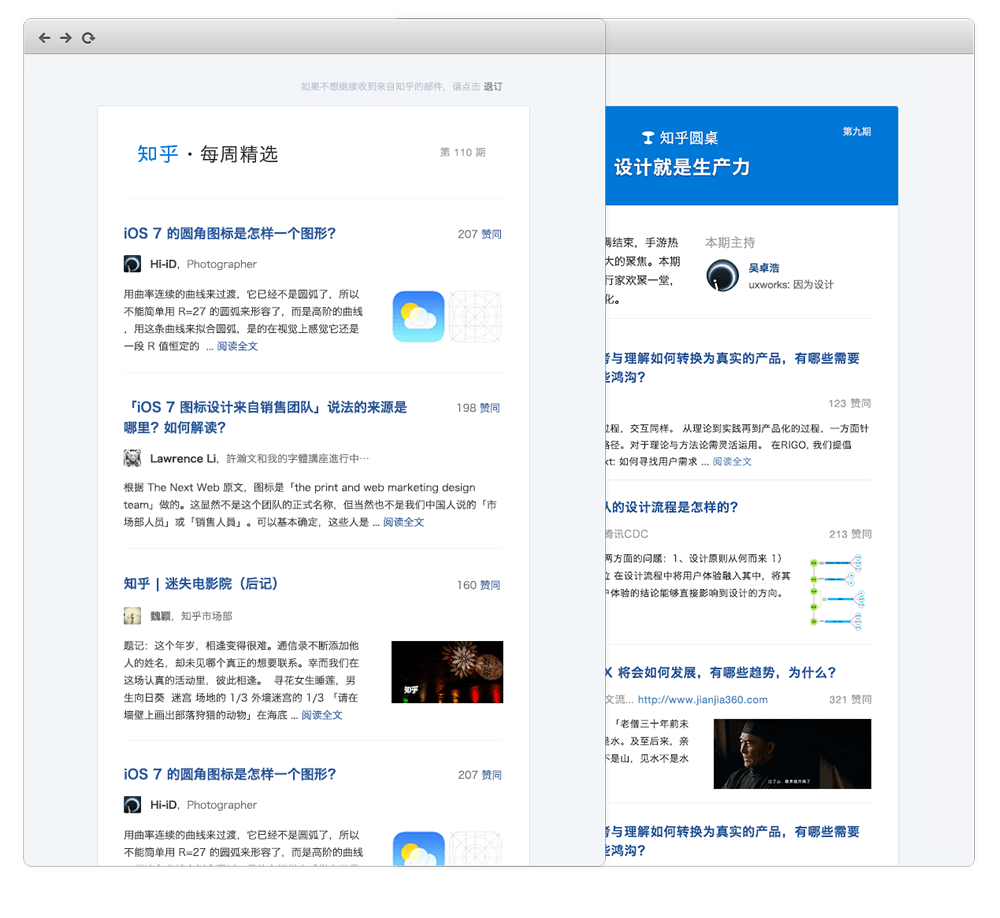 如果不想继续收到来自知乎的邮件，请点击 退订
知乎・每周精选
第 110 期
iOS 7 的圆角图标是怎样一个图形？
207 赞同
Hi-iD，Photographer
用曲率连续的曲线来过渡，它已经不是圆弧了，所以
不能简单用 R=27 的圆弧来形容了，而是高阶的曲线
，用这条曲线来拟合圆弧，是的在视觉上感觉它还是
一段 R 值恒定的 ... 阅读全文
「iOS 7 图标设计来自销售团队」说法的来源是
哪里？如何解读？
198 赞同
Lawrence Li，許瀚文和我的字體講座進行中⋯
根据 The Next Web 原文，图标是「the print and web marketing design
team」做的。这显然不是这个团队的正式名称，但当然也不是我们中国人说的「市
场部人员」或「销售人員」。可以基本确定，这些人是 ... 阅读全文
知乎 | 迷失电影院（后记）
160 赞同
魏颖，知乎市场部
题记：这个年岁，相逢变得很难。通信录不断添加他
人的姓名，却未见哪个真正的想要联系。幸而我们在
这场认真的活动里，彼此相逢。 寻花女生睡莲，男
生向日葵 迷宫 场地的 1/3 外墙迷宫的 1/3 「请在
墙壁上画出部落狩猎的动物」在海底 ... 阅读全文
知乎
iOS 7 的圆角图标是怎样一个图形？
207 赞同
Hi-iD，Photographer
用曲率连续的曲线来过渡，它已经不是圆弧了，所以
不能简单用 R=27 的圆弧来形容了，而是高阶的曲线
知乎圆桌
第九期
设计就是生产力
满结束，手游热
大的聚焦。本期
行家欢聚一堂，
化。
本期主持
吴卓浩
uxworks: 因为设计
考与理解如何转换为真实的产品，有哪些需要
些鸿沟？
123 赞同
过程，交互同样。 从理论到实践再到产品化的过程，一方面针
路径。对于理论与方法论需灵活运用。 在RIGO, 我们提倡
xt: 如何寻找用户需求 ... 阅读全文
队的设计流程是怎样的？
腾讯CDC
213 赞同
两方面的问题：1、设计原则从何而来 1）
立 在设计流程中将用户体验融入其中，将其
户体验的结论能够直接影响到设计的方向。
X 将会如何发展，有哪些趋势，为什么？
文流... http://www.jianjia360.com
321 赞同
「老僧三十年前未
是水。及至后来，亲
不是山，见水不是水
考与理解如何转换为真实的产品，有哪些需要
些鸿沟？